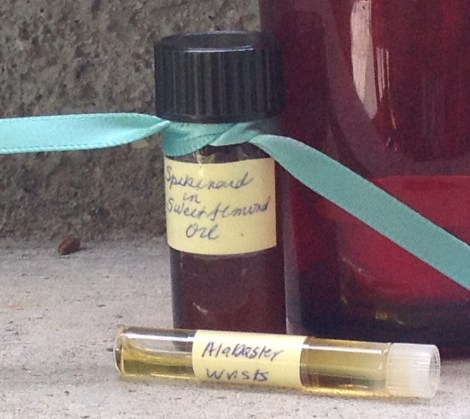 Spikenard
in
Sweet Almond
Oil
Alabaster
Wrists